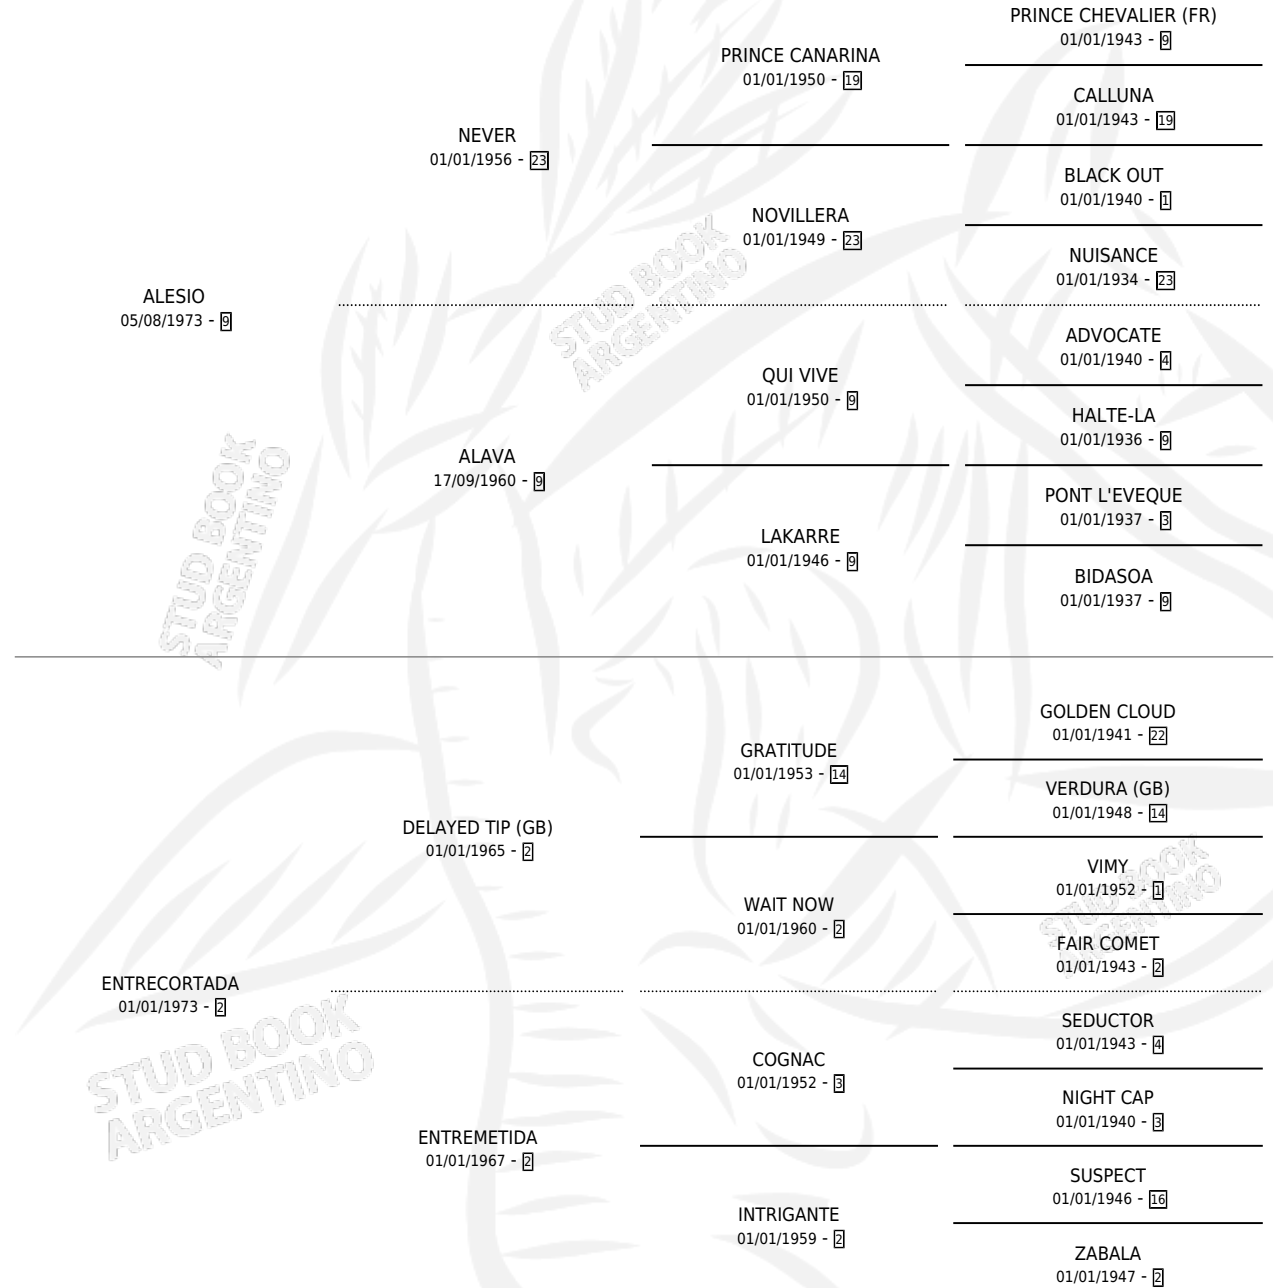 PRINCE CHEVALIER (FR)
01/01/1943 - 9
PRINCE CANARINA
01/01/1950 - 19
CALLUNA
01/01/1943 - 19
NEVER
01/01/1956 - 23
BLACK OUT
01/01/1940 - 1
NOVILLERA
01/01/1949 - 23
NUISANCE
01/01/1934 - 23
ALESIO
05/08/1973 - 9
ADVOCATE
01/01/1940 - 4
QUI VIVE
01/01/1950 - 9
HALTE-LA
01/01/1936 - 9
ALAVA
17/09/1960 - 9
PONT L'EVEQUE
01/01/1937 - 3
LAKARRE
01/01/1946 - 9
BIDASOA
01/01/1937 - 9
GOLDEN CLOUD
01/01/1941 - 22
GRATITUDE
01/01/1953 - 14
VERDURA (GB)
01/01/1948 - 14
DELAYED TIP (GB)
01/01/1965 - 2
VIMY
01/01/1952 - 1
WAIT NOW
01/01/1960 - 2
FAIR COMET
01/01/1943 - 2
ENTRECORTADA
01/01/1973 - 2
SEDUCTOR
01/01/1943 - 4
COGNAC
01/01/1952 - 3
NIGHT CAP
01/01/1940 - 3
ENTREMETIDA
01/01/1967 - 2
SUSPECT
01/01/1946 - 16
INTRIGANTE
01/01/1959 - 2
ZABALA
01/01/1947 - 2
STUD BOOK
ARGENTINO
STUD BOOK
ARGENTINO
STUD BOOK
ARGENTINO
STUD BOOK
ARGENTINO